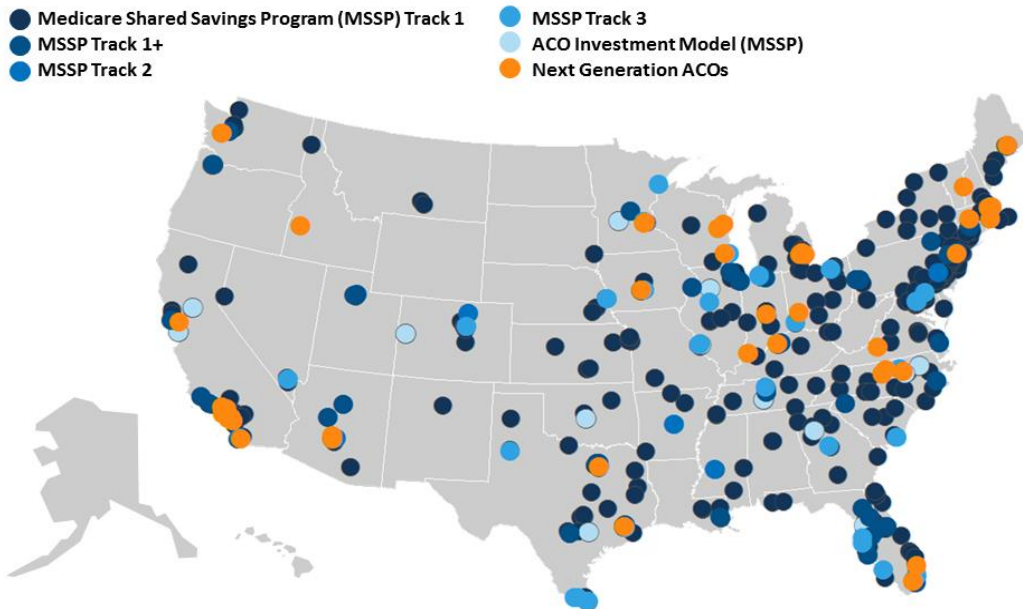 Medicare Shared Savings Program (MSSP) Track 1
MSSP Track 1+
MSSP Track 2
MSSP Track 3
ACO Investment Model (MSSP)
Next Generation ACOs